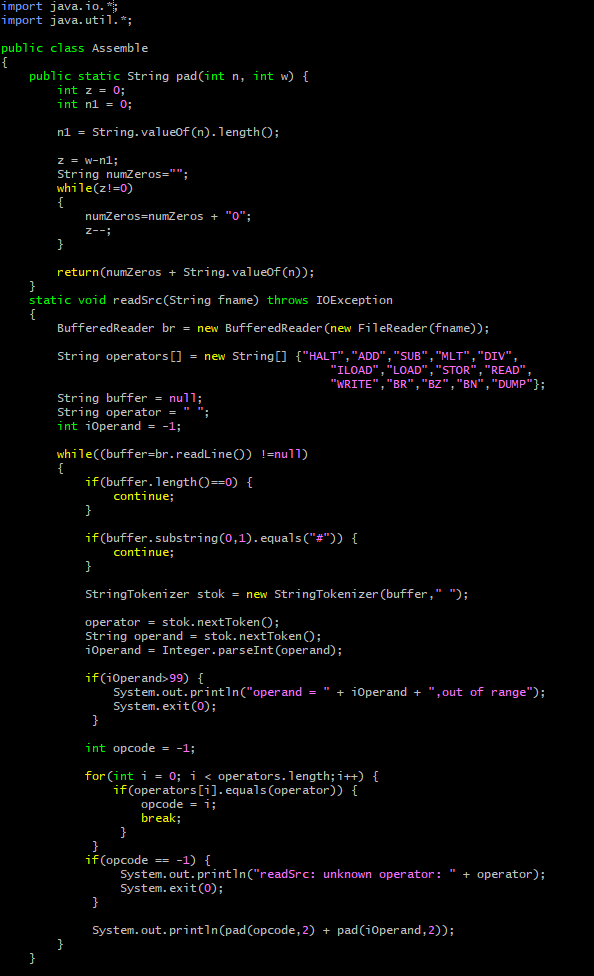 import java.io.*;
import java.util.*;

public class Assemble
{
    public static String pad(int n, int w) {
        int z = 0;
        int n1 = 0;

        n1 = String.valueOf(n).length();

        z = w-n1;
        String numZeros="";
        while(z!=0)
        {
            numZeros=numZeros + "0";
            z--;
        }

        return(numZeros + String.valueOf(n));
    }
    static void readSrc(String fname) throws IOException
    {
        BufferedReader br = new BufferedReader(new FileReader(fname));

        String operators[] = new String[] {"HALT","ADD","SUB","MLT","DIV",
                                               "ILOAD","LOAD","STOR","READ",
                                               "WRITE","BR","BZ","BN","DUMP"};
        String buffer = null;
        String operator = " ";
        int iOperand = -1;

        while((buffer=br.readLine()) !=null)
        {
            if(buffer.length()==0) {
                continue;
            }

            if(buffer.substring(0,1).equals("#")) {
                continue;
            }

            StringTokenizer stok = new StringTokenizer(buffer," ");

            operator = stok.nextToken();
            String operand = stok.nextToken();
            iOperand = Integer.parseInt(operand);

            if(iOperand>99) {
                System.out.println("operand = " + iOperand + ",out of range");
                System.exit(0);
             }

            int opcode = -1;

            for(int i = 0; i < operators.length;i++) {
                if(operators[i].equals(operator)) {
                    opcode = i;
                    break;
                 }
             }
            if(opcode == -1) {
                 System.out.println("readSrc: unknown operator: " + operator);
                 System.exit(0);
             }

             System.out.println(pad(opcode,2) + pad(iOperand,2));
        }
    }